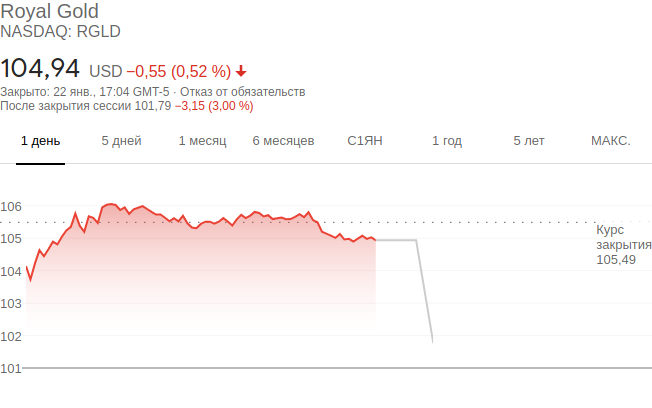 Royal Gold
NASDAQ: RGLD
104,94 USD −0,55 (0,52 %)
Закрыто: 22 янв., 17:04 GMT-5 · Отказ от обязательств
После закрытия сессии 101,79 −3,15 (3,00 %)
1 день 5 дней 1 месяц 6 месяцев С1ЯН 1 год 5 лет МАКС.
106
105
104
103
102
101
Курс
закрытия
105,49